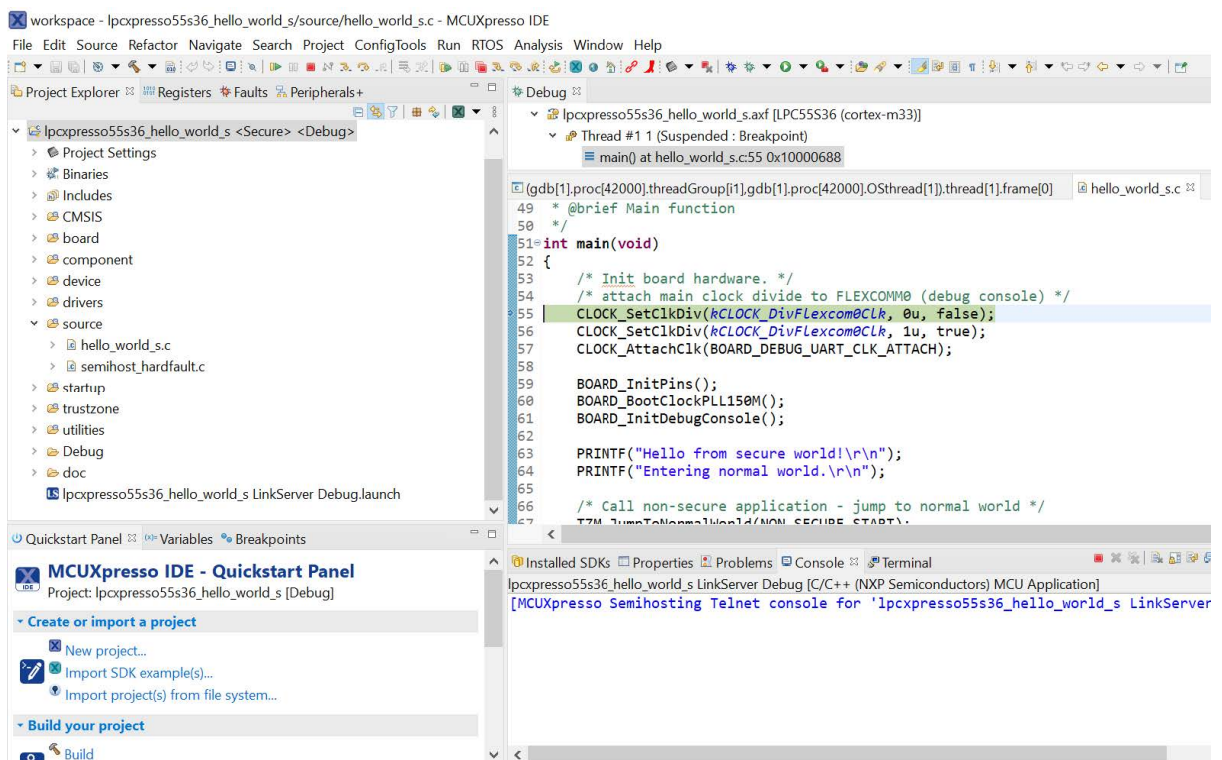 workspace - lpcxpresso55s36_hello_world_s/source/hello_world_s.c - MCUXpresso IDE
File Edit Source Refactor Navigate Search Project ConfigTools Run RTOS Analysis Window Help
Project Explorer Registers Faults Peripherals+
lpcxpresso55s36_hello_world_s <Secure> <Debug>
Project Settings
Binaries
Includes
CMSIS
board
component
device
drivers
source
hello_world_s.c
semihost_hardfault.c
startup
trustzone
utilities
Debug
doc
lpcxpresso55s36_hello_world_s LinkServer Debug.launch
Debug
lpcxpresso55s36_hello_world_s.axf [LPC55S36 (cortex-m33)]
Thread #1 1 (Suspended : Breakpoint)
main() at hello_world_s.c:55 0x10000688
(gdb[1].proc[42000].threadGroup[i1],gdb[1].proc[42000].OSthread[1]).thread[1].frame[0] hello_world_s.c
49 * @brief Main function
50 */
51 int main(void)
52 {
53 /* Init board hardware. */
54 /* attach main clock divide to FLEXCOMM0 (debug console) */
55 CLOCK_SetClkDiv(kCLOCK_DivFlexcom0Clk, 0u, false);
56 CLOCK_SetClkDiv(kCLOCK_DivFlexcom0Clk, 1u, true);
57 CLOCK_AttachClk(BOARD_DEBUG_UART_CLK_ATTACH);
58
59 BOARD_InitPins();
60 BOARD_BootClockPLL150M();
61 BOARD_InitDebugConsole();
62
63 PRINTF("Hello from secure world!\r\n");
64 PRINTF("Entering normal world.\r\n");
65
66 /* Call non-secure application - jump to normal world */
67 TZM_JumpToNormalWorld(NON_SECURE_START);
Quickstart Panel Variables Breakpoints
IDE
MCUXpresso IDE - Quickstart Panel
Project: lpcxpresso55s36_hello_world_s [Debug]
Create or import a project
New project...
Import SDK example(s)...
Import project(s) from file system...
Build your project
Build
Installed SDKs Properties Problems Console Terminal
lpcxpresso55s36_hello_world_s LinkServer Debug [C/C++ (NXP Semiconductors) MCU Application]
[MCUXpresso Semihosting Telnet console for 'lpcxpresso55s36_hello_world_s LinkServer